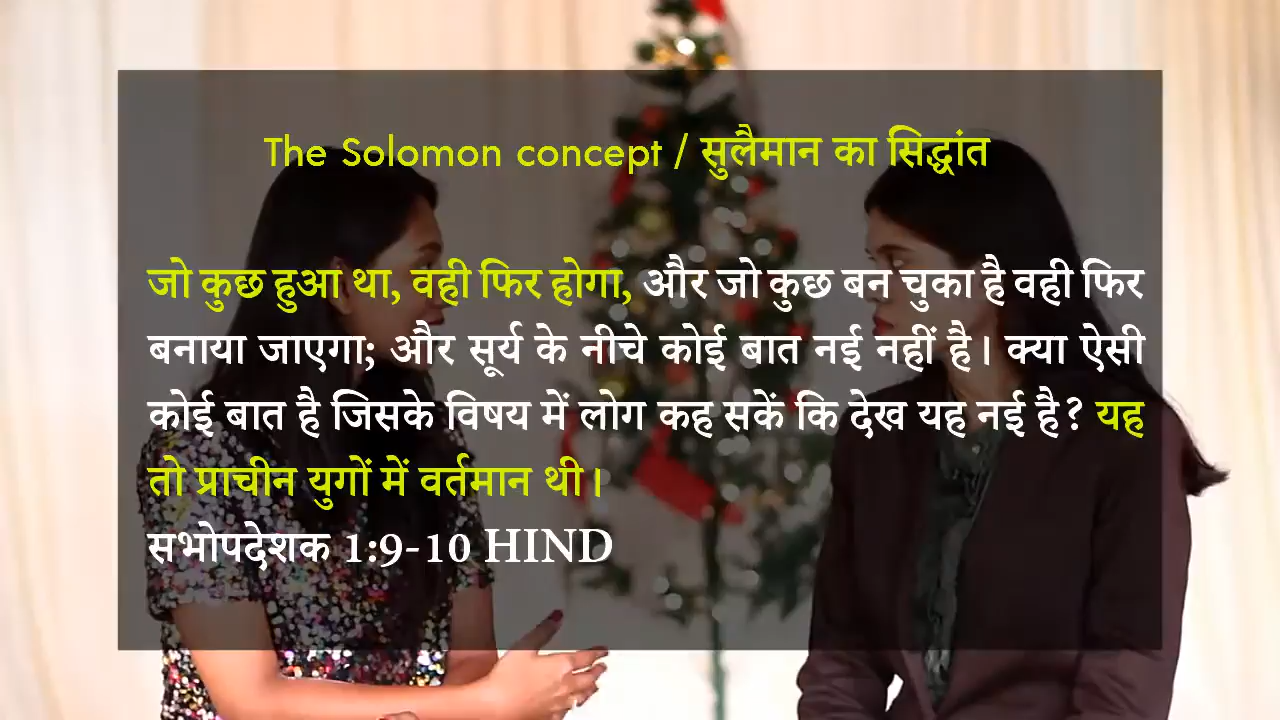 The Solomon concept / सुलैमान का सिद्धांत
जो कुछ हुआ था, वही फिर होगा, और जो कुछ बन चुका है वही फिर
बनाया जाएगा; और सूर्य के नीचे कोई बात नई नहीं है। क्या ऐसी
कोई बात है जिसके विषय में लोग कह सकें कि देख यह नई है? यह
तो प्राचीन युगों में वर्तमान थी।
सभोपदेशक 1:9-10 HIND